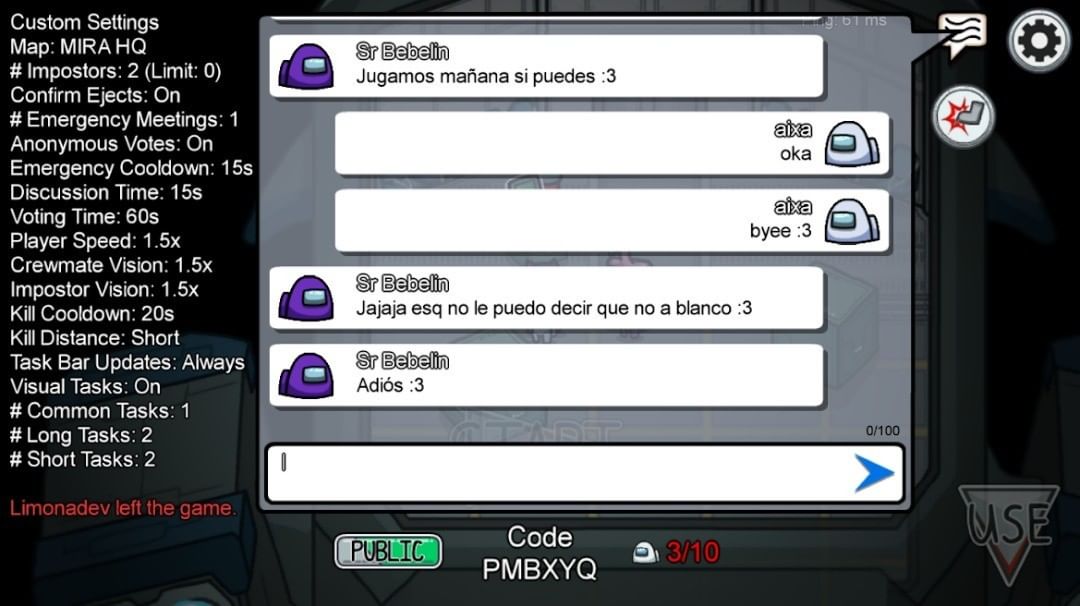 Custom Settings
Map: MIRA HQ
# Impostors: 2 (Limit: 0)
Confirm Ejects: On
# Emergency Meetings: 1
Anonymous Votes: On
Emergency Cooldown: 15s
Discussion Time: 15s
Voting Time: 60s
Player Speed: 1.5x
Crewmate Vision: 1.5x
Impostor Vision: 1.5x
Kill Cooldown: 20s
Kill Distance: Short
Task Bar Updates: Always
Visual Tasks: On
# Common Tasks: 1
# Long Tasks: 2
# Short Tasks: 2
Limonadev left the game.
Ping: 61 ms
Sr Bebelin
Jugamos mañana si puedes :3
aixa
oka
aixa
byee :3
Sr Bebelin
Jajaja esq no le puedo decir que no a blanco :3
Sr Bebelin
Adiós :3
START
0/100
PUBLIC
Code
PMBXYQ
3/10
USE